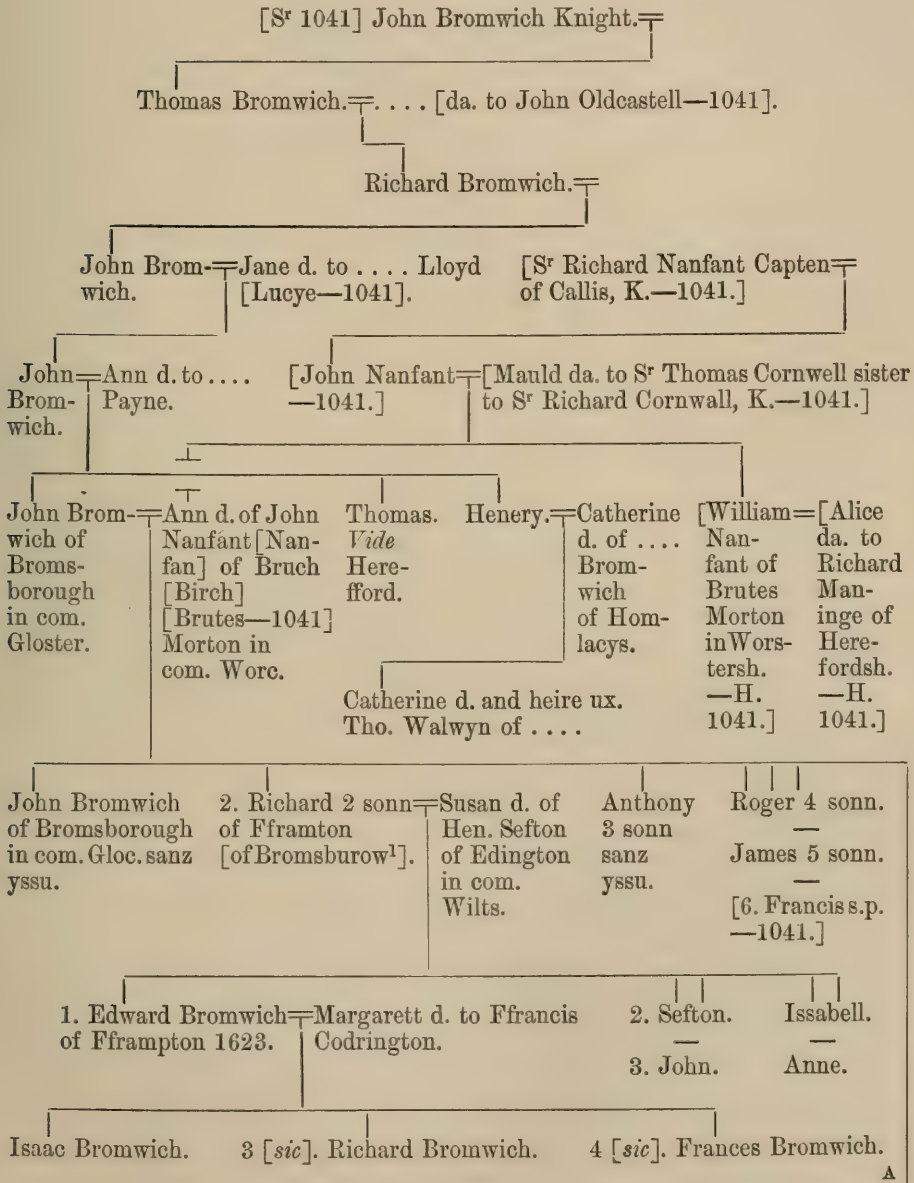 [Sr 1041] John Bromwich Knight.
Thomas Bromwich. . . . . [da. to John Oldcastell—1041].
Richard Bromwich.
John Brom-
wich.
Jane d. to . . . . Lloyd
[Lucye—1041].
[Sr Richard Nanfant Capten
of Callis, K.—1041.]
John
Brom-
wich.
Ann d. to . . . .
Payne.
[John Nanfant
—1041.]
[Mauld da. to Sr Thomas Cornwell sister
to Sr Richard Cornwall, K.—1041.]
John Brom-
wich of
Broms-
borough
in com.
Gloster.
Ann d. of John
Nanfant [Nan-
fan] of Bruch
[Birch]
[Brutes—1041]
Morton in
com. Worc.
Thomas.
Vide
Here-
fford.
Henery.
Catherine
d. of . . . .
Brom-
wich
of Hom-
lacys.
[William
Nan-
fant of
Brutes
Morton
in Wors-
tersh.
—H.
1041.]
[Alice
da. to
Richard
Man-
inge of
Here-
fordsh.
—H.
1041.]
Catherine d. and heire ux.
Tho. Walwyn of . . . .
John Bromwich
of Bromsborough
in com. Gloc. sanz
yssu.
2. Richard 2 sonn
of Fframton
[of Bromsburow1].
Susan d. of
Hen. Sefton
of Edington
in com.
Wilts.
Anthony
3 sonn
sanz
yssu.
Roger 4 sonn.
—
James 5 sonn.
—
[6. Francis s.p.
—1041.]
1. Edward Bromwich
of Fframpton 1623.
Margarett d. to Ffrancis
Codrington.
2. Sefton.
—
3. John.
Issabell.
—
Anne.
Isaac Bromwich.
3 [sic]. Richard Bromwich.
4 [sic]. Frances Bromwich.
A